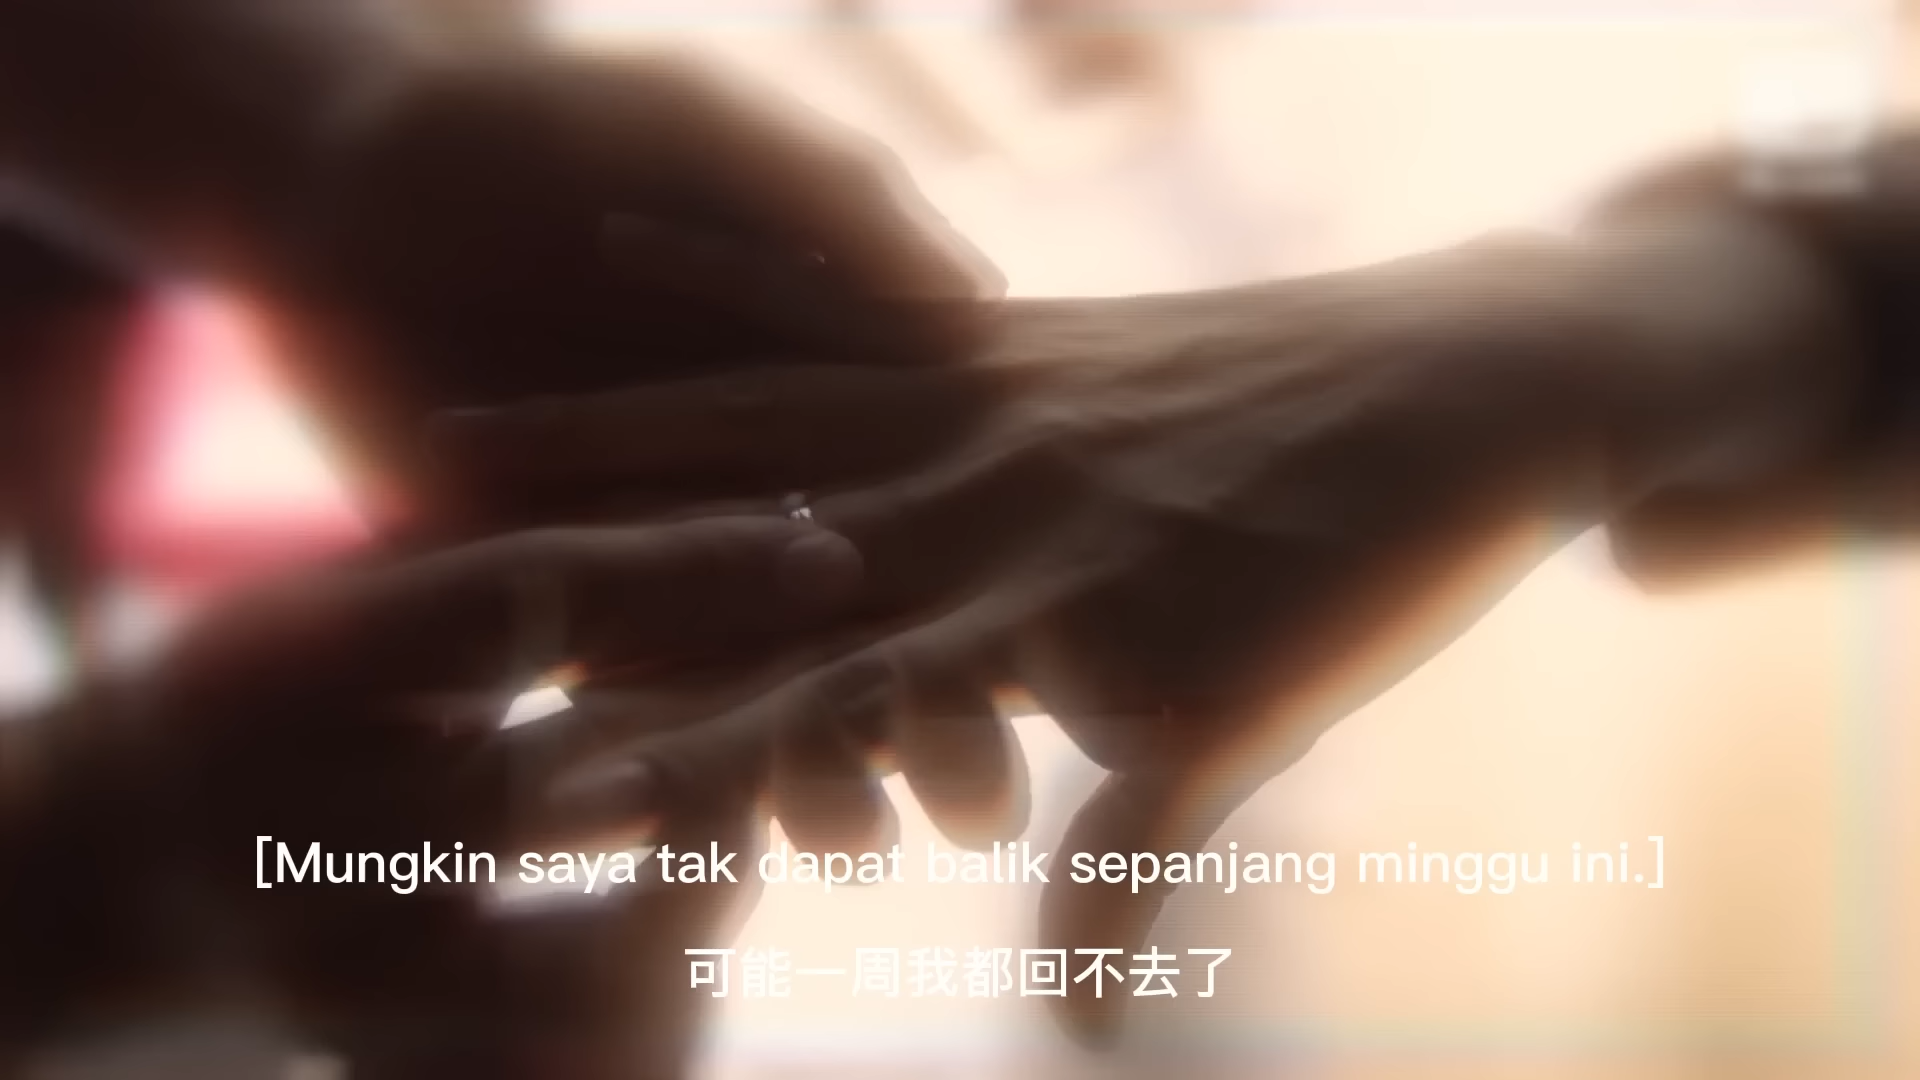 [Mungkin saya tak dapat balik sepanjang minggu ini.]
可能一周我都回不去了